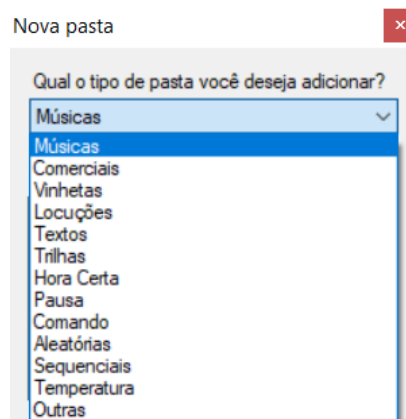 Nova pasta
Qual o tipo de pasta você deseja adicionar?
Músicas
Músicas
Comerciais
Vinhetas
Locuções
Textos
Trilhas
Hora Certa
Pausa
Comando
Aleatórias
Sequenciais
Temperatura
Outras